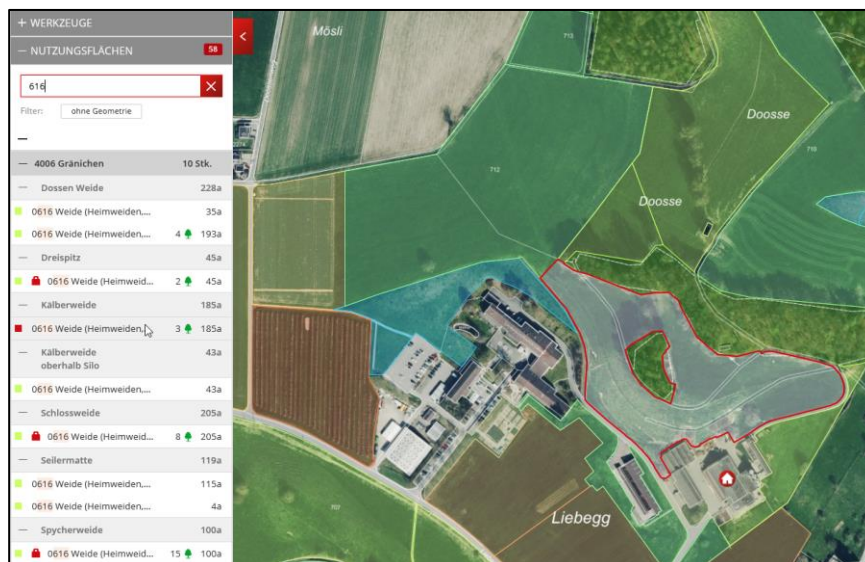 + WERKZEUGE
— NUTZUNGSFLÄCHEN 58
616
Filter: ohne Geometrie
—
— 4006 Gränichen 10 Stk.
— Dossen Weide 228a
0616 Weide (Heimweiden,... 35a
0616 Weide (Heimweiden,... 4 193a
— Dreispitz 45a
0616 Weide (Heimweid... 2 45a
— Kälberweide 185a
0616 Weide (Heimweiden,... 3 185a
— Kälberweide 43a
oberhalb Silo
0616 Weide (Heimweiden,... 43a
— Schlossweide 205a
0616 Weide (Heimweid... 8 205a
— Seilermatte 119a
0616 Weide (Heimweiden,... 115a
0616 Weide (Heimweiden,... 4a
— Spycherweide 100a
0616 Weide (Heimweid... 15 100a
Mösli
713
Doosse
710
712
Doosse
707
Liebegg